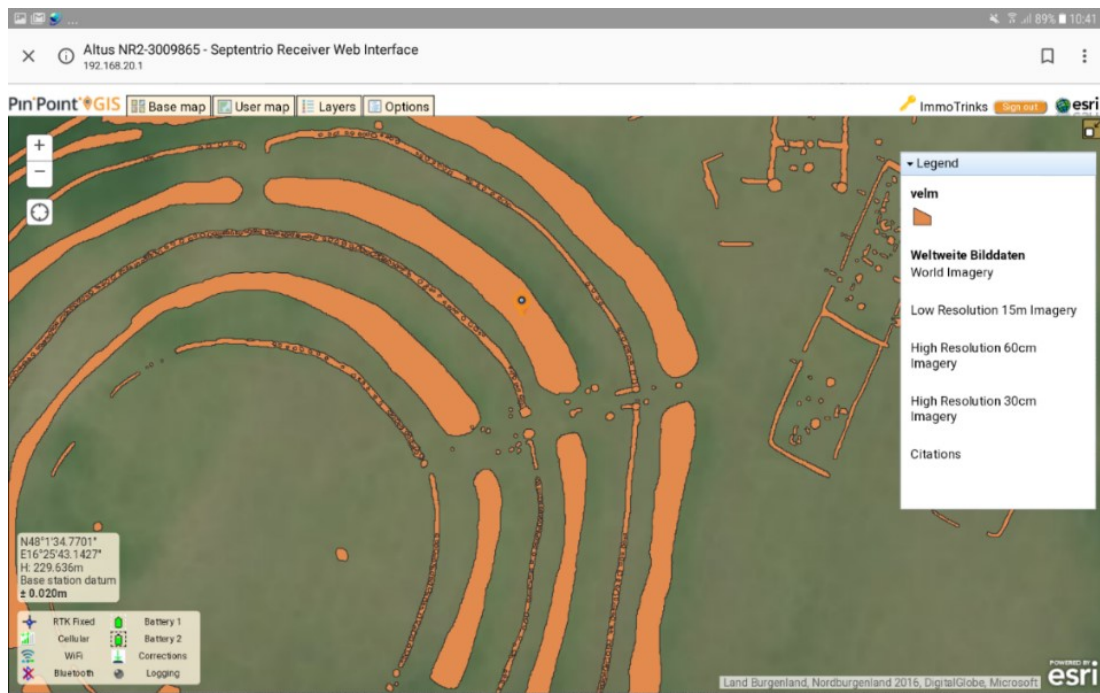 ... 89% 10:41
Altus NR2-3009865 - Septentrio Receiver Web Interface
192.168.20.1
PinPoint GIS Base map User map Layers Options ImmoTrinks Sign out esri
+
−
Legend
velm
Weltweite Bilddaten
World Imagery
Low Resolution 15m Imagery
High Resolution 60cm
Imagery
High Resolution 30cm
Imagery
Citations
N48°1'34.7701"
E16°25'43.1427"
H: 229.636m
Base station datum
± 0.020m
RTK Fixed Battery 1
Cellular Battery 2
WiFi Corrections
Bluetooth Logging
Land Burgenland, Nordburgenland 2016, DigitalGlobe, Microsoft
POWERED BY
esri